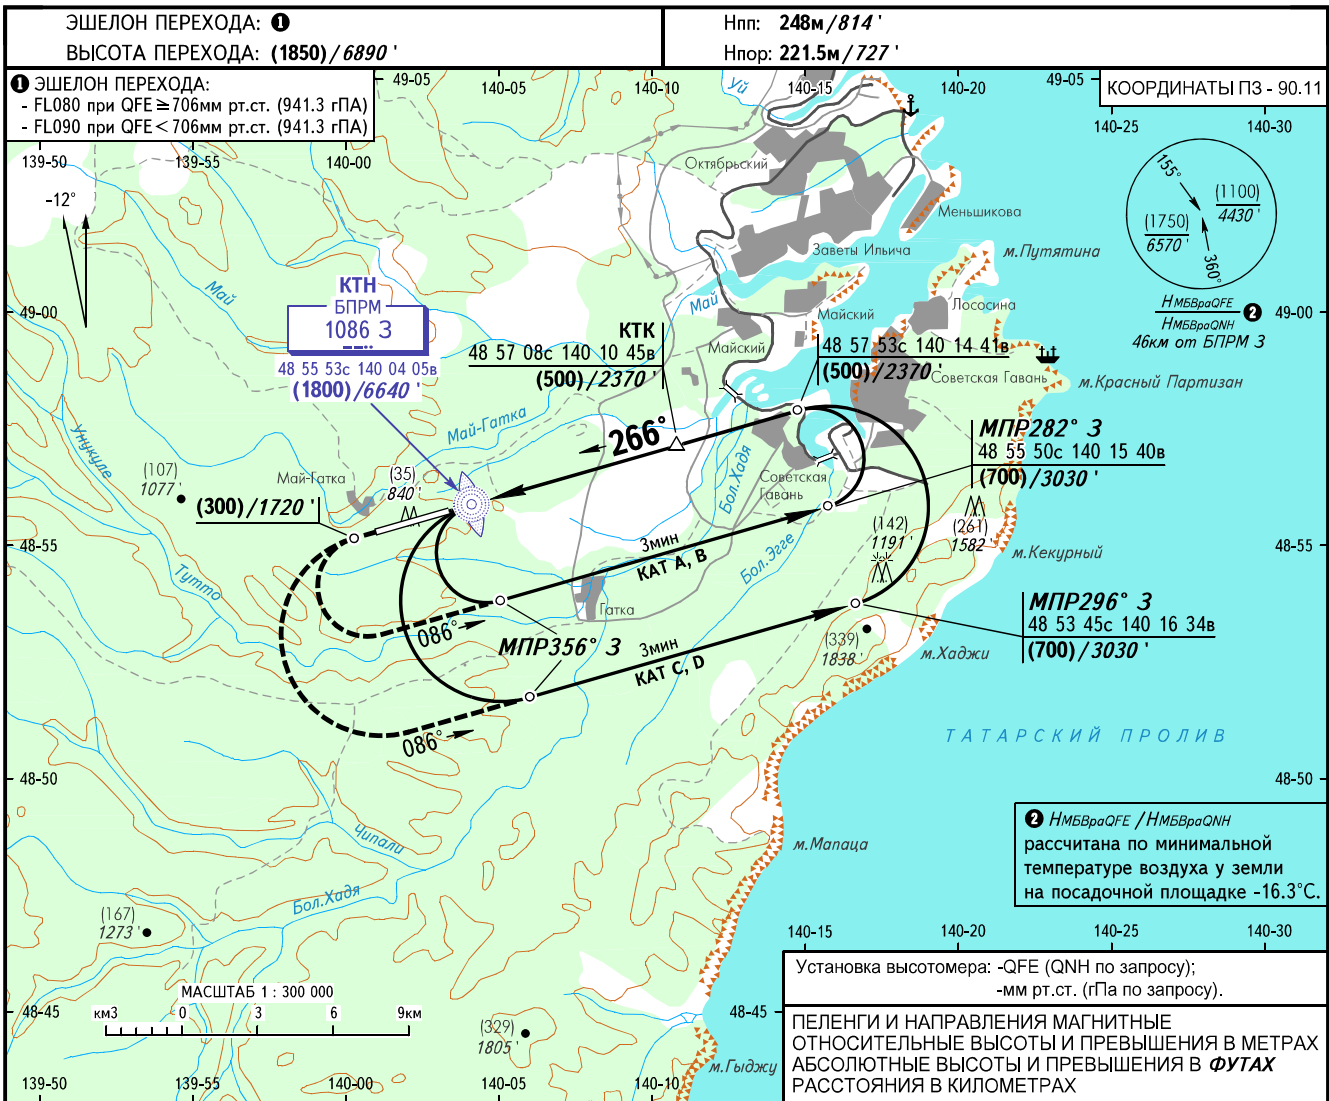 ЭШЕЛОН ПЕРЕХОДА: ❶
ВЫСОТА ПЕРЕХОДА: (1850)/6890 '
Нпп: 248м/814 '
Нпор: 221.5м/727 '
❶ ЭШЕЛОН ПЕРЕХОДА:
- FL080 при QFE ≥ 706мм рт.ст. (941.3 гПА)
- FL090 при QFE < 706мм рт.ст. (941.3 гПА)
49-05
140-05
140-10
140-15
140-20
49-05
КООРДИНАТЫ ПЗ - 90.11
139-50
139-55
140-00
140-25
140-30
-12°
Уй
Октябрьский
Меньшикова
Заветы Ильича
м.Путятина
155°
(1100)
4430 '
(1750)
6570 '
360°
НМБВраQFE
НМБВраQNH
❷
46км от БПРМ З
49-00
49-00
Май
Май
КТН
БПРМ
1086 З
48 55 53с 140 04 05в
(1800)/6640 '
КТК
48 57 08с 140 10 45в
(500)/2370 '
Майский
Майский
Лососина
48 57 53с 140 14 41в
(500)/2370 '
Советская Гавань
м.Красный Партизан
266°
Май-Гатка
Унукуле
Бол.Хадя
МПР282° З
48 55 50с 140 15 40в
(700)/3030 '
(107)
1077 '
Май-Гатка
(35)
840 '
Советская
Гавань
(300)/1720 '
(142)
1191 '
(261)
1582 '
м.Кекурный
48-55
48-55
Тутто
3мин
КАТ А, В
Бол.Эгге
Гатка
086°
МПР356° З
МПР296° З
48 53 45с 140 16 34в
(700)/3030 '
3мин
КАТ C, D
(339)
1838 '
м.Хаджи
086°
ТАТАРСКИЙ ПРОЛИВ
48-50
48-50
Чипали
м.Мапаца
❷ НМБВраQFE /НМБВраQNH
рассчитана по минимальной
температуре воздуха у земли
на посадочной площадке -16.3°С.
Бол.Хадя
(167)
1273 '
140-15
140-20
140-25
140-30
Установка высотомера: -QFE (QNH по запросу);
-мм рт.ст. (гПа по запросу).
МАСШТАБ 1 : 300 000
км3
0
3
6
9км
48-45
48-45
(329)
1805 '
м.Гыджу
ПЕЛЕНГИ И НАПРАВЛЕНИЯ МАГНИТНЫЕ
ОТНОСИТЕЛЬНЫЕ ВЫСОТЫ И ПРЕВЫШЕНИЯ В МЕТРАХ
АБСОЛЮТНЫЕ ВЫСОТЫ И ПРЕВЫШЕНИЯ В ФУТАХ
РАССТОЯНИЯ В КИЛОМЕТРАХ
139-50
139-55
140-00
140-05
140-10